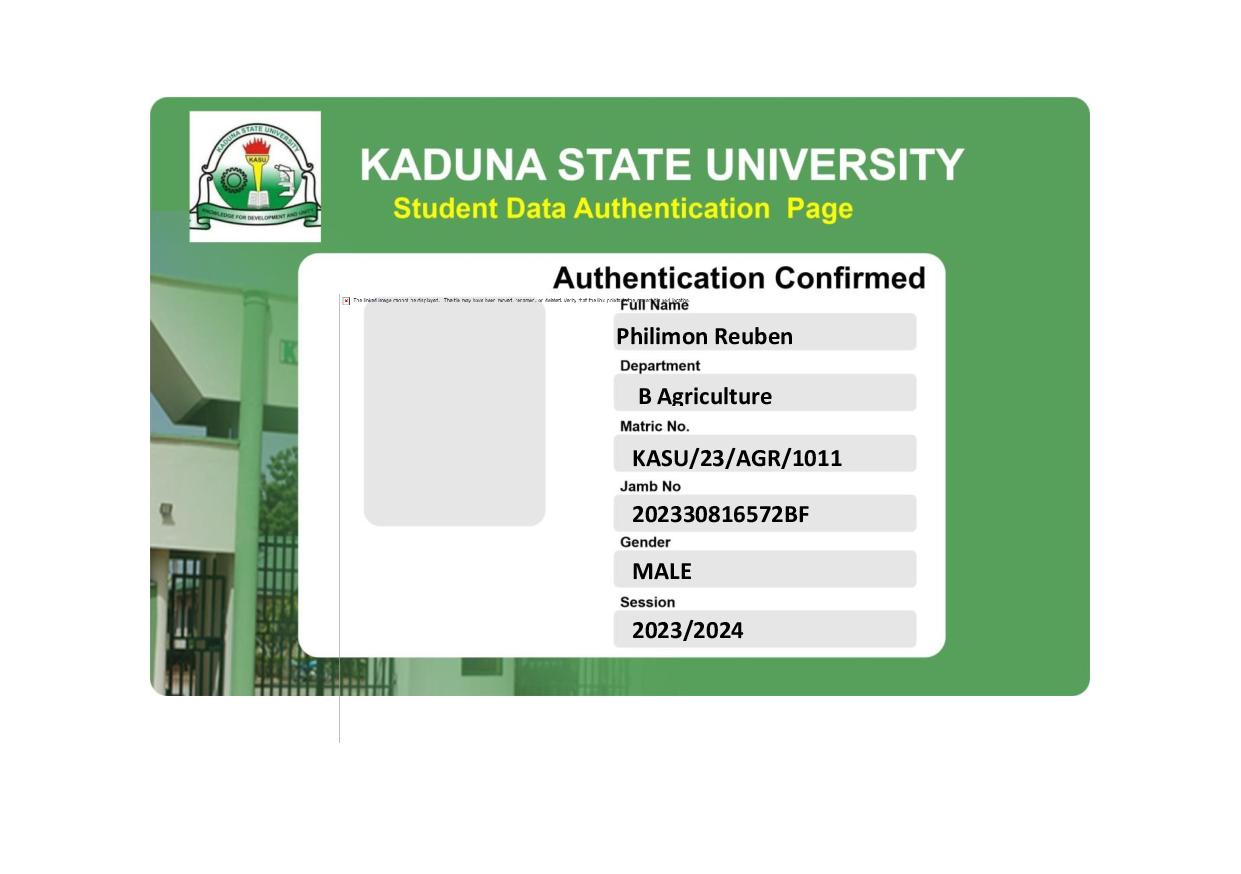 KADUNA STATE UNIVERSITY
KASU
KNOWLEDGE FOR DEVELOPMENT AND UNITY
KADUNA STATE UNIVERSITY
Student Data Authentication Page
Authentication Confirmed
The linked image cannot be displayed. The file may have been moved, renamed, or deleted. Verify that the link points to the correct file and location.
Full Name
Philimon Reuben
Department
B Agriculture
Matric No.
KASU/23/AGR/1011
Jamb No
202330816572BF
Gender
MALE
Session
2023/2024
K